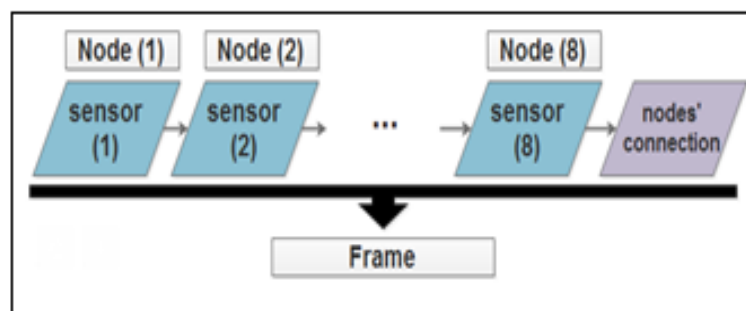 Node (1)
Node (2)
Node (8)
sensor
(1)
sensor
(2)
...
sensor
(8)
nodes'
connection
Frame